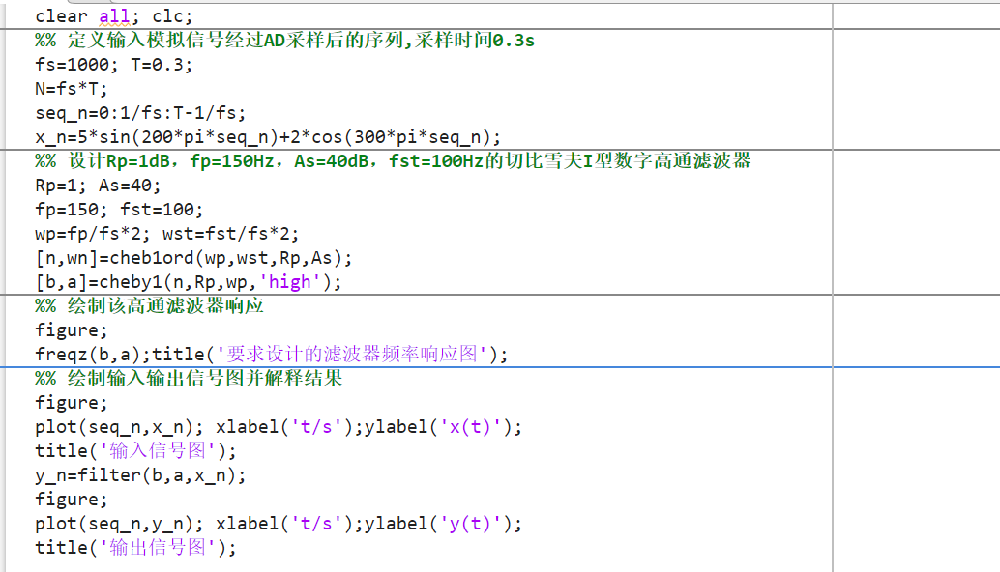 clear all; clc;
%% 定义输入模拟信号经过AD采样后的序列,采样时间0.3s
fs=1000; T=0.3;
N=fs*T;
seq_n=0:1/fs:T-1/fs;
x_n=5*sin(200*pi*seq_n)+2*cos(300*pi*seq_n);
%% 设计Rp=1dB，fp=150Hz，As=40dB，fst=100Hz的切比雪夫I型数字高通滤波器
Rp=1; As=40;
fp=150; fst=100;
wp=fp/fs*2; wst=fst/fs*2;
[n,wn]=cheb1ord(wp,wst,Rp,As);
[b,a]=cheby1(n,Rp,wp,'high');
%% 绘制该高通滤波器响应
figure;
freqz(b,a);title('要求设计的滤波器频率响应图');
%% 绘制输入输出信号图并解释结果
figure;
plot(seq_n,x_n); xlabel('t/s');ylabel('x(t)');
title('输入信号图');
y_n=filter(b,a,x_n);
figure;
plot(seq_n,y_n); xlabel('t/s');ylabel('y(t)');
title('输出信号图');